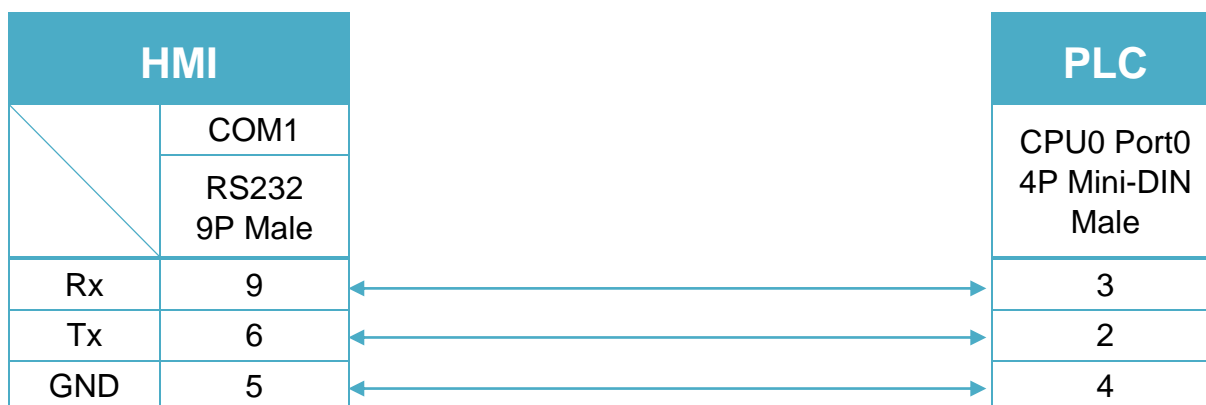 HMI PLC
COM1
RS232
9P Male
CPU0 Port0
4P Mini-DIN
Male
Rx 9 3
Tx 6 2
GND 5 4